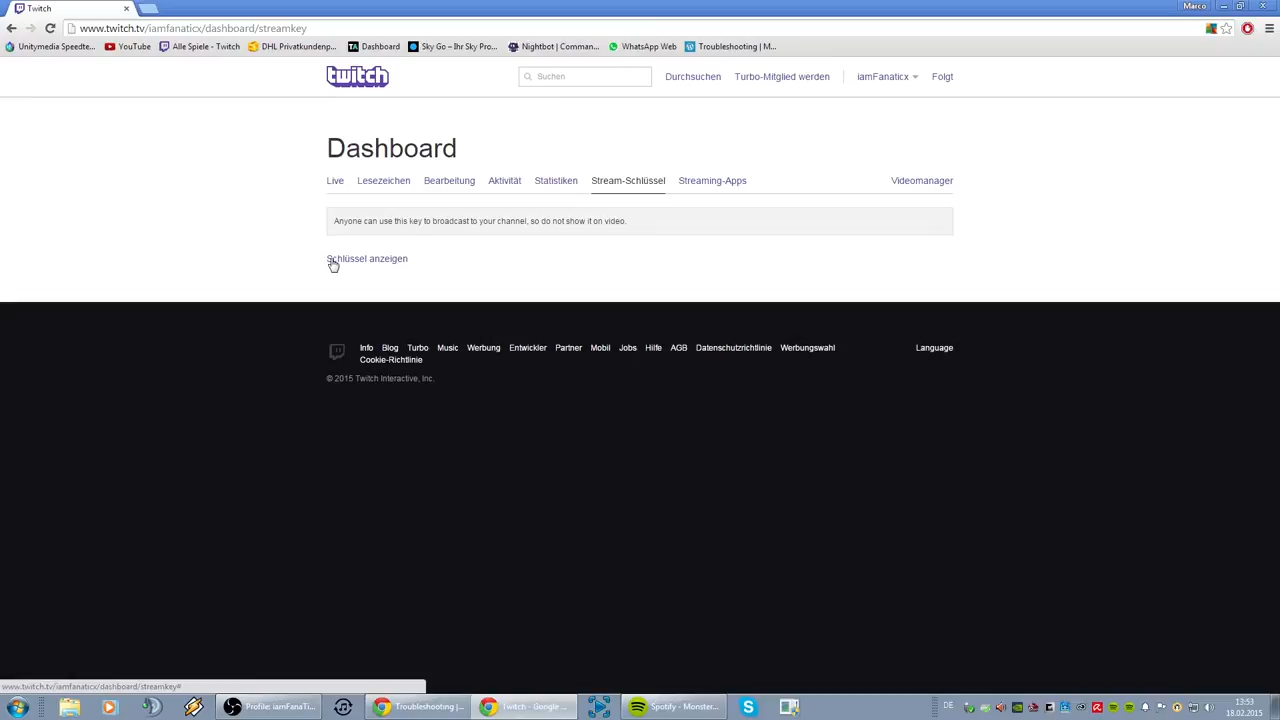 Twitch
Marco
www.twitch.tv/iamfanaticx/dashboard/streamkey
Unitymedia Speedte... YouTube Alle Spiele - Twitch DHL Privatkundenp... Dashboard Sky Go – Ihr Sky Pro... Nightbot | Comman... WhatsApp Web Troubleshooting | M...
twitch Suchen Durchsuchen Turbo-Mitglied werden iamFanaticx Folgt
Dashboard
Live Lesezeichen Bearbeitung Aktivität Statistiken Stream-Schlüssel Streaming-Apps Videomanager
Anyone can use this key to broadcast to your channel, so do not show it on video.
Schlüssel anzeigen
Info Blog Turbo Music Werbung Entwickler Partner Mobil Jobs Hilfe AGB Datenschutzrichtlinie Werbungswahl Language
Cookie-Richtlinie
© 2015 Twitch Interactive, Inc.
www.twitch.tv/iamfanaticx/dashboard/streamkey#
Profile: iamFanaTi... Troubleshooting |... Twitch - Google ... Spotify - Monster... DE 13:53
18.02.2015